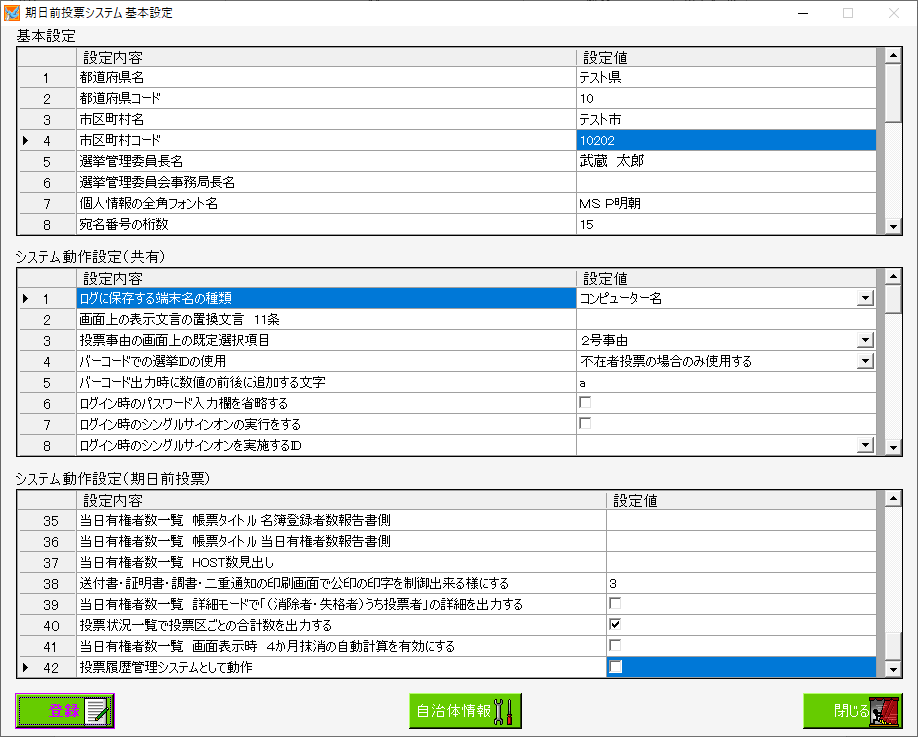 期日前投票システム 基本設定
基本設定
設定内容 設定値
1 都道府県名 テスト県
2 都道府県コード 10
3 市区町村名 テスト市
4 市区町村コード 10202
5 選挙管理委員長名 武蔵　太郎
6 選挙管理委員会事務局長名
7 個人情報の全角フォント名 ＭＳ Ｐ明朝
8 宛名番号の桁数 15
システム動作設定（共有）
設定内容 設定値
1 ログに保存する端末名の種類 コンピューター名
2 画面上の表示文言の置換文言　11条
3 投票事由の画面上の既定選択項目 2号事由
4 バーコードでの選挙IDの使用 不在者投票の場合のみ使用する
5 バーコード出力時に数値の前後に追加する文字 a
6 ログイン時のパスワード入力欄を省略する
7 ログイン時のシングルサインオンの実行をする
8 ログイン時のシングルサインオンを実施するID
システム動作設定（期日前投票）
設定内容 設定値
35 当日有権者数一覧　帳票タイトル 名簿登録者数報告書側
36 当日有権者数一覧　帳票タイトル 当日有権者数報告書側
37 当日有権者数一覧　HOST数見出し
38 送付書・証明書・調書・二重通知の印刷画面で公印の印字を制御出来る様にする 3
39 当日有権者数一覧　詳細モードで「（消除者・失格者）うち投票者」の詳細を出力する
40 投票状況一覧で投票区ごとの合計数を出力する
41 当日有権者数一覧　画面表示時　4か月抹消の自動計算を有効にする
42 投票履歴管理システムとして動作
登録 自治体情報 閉じる